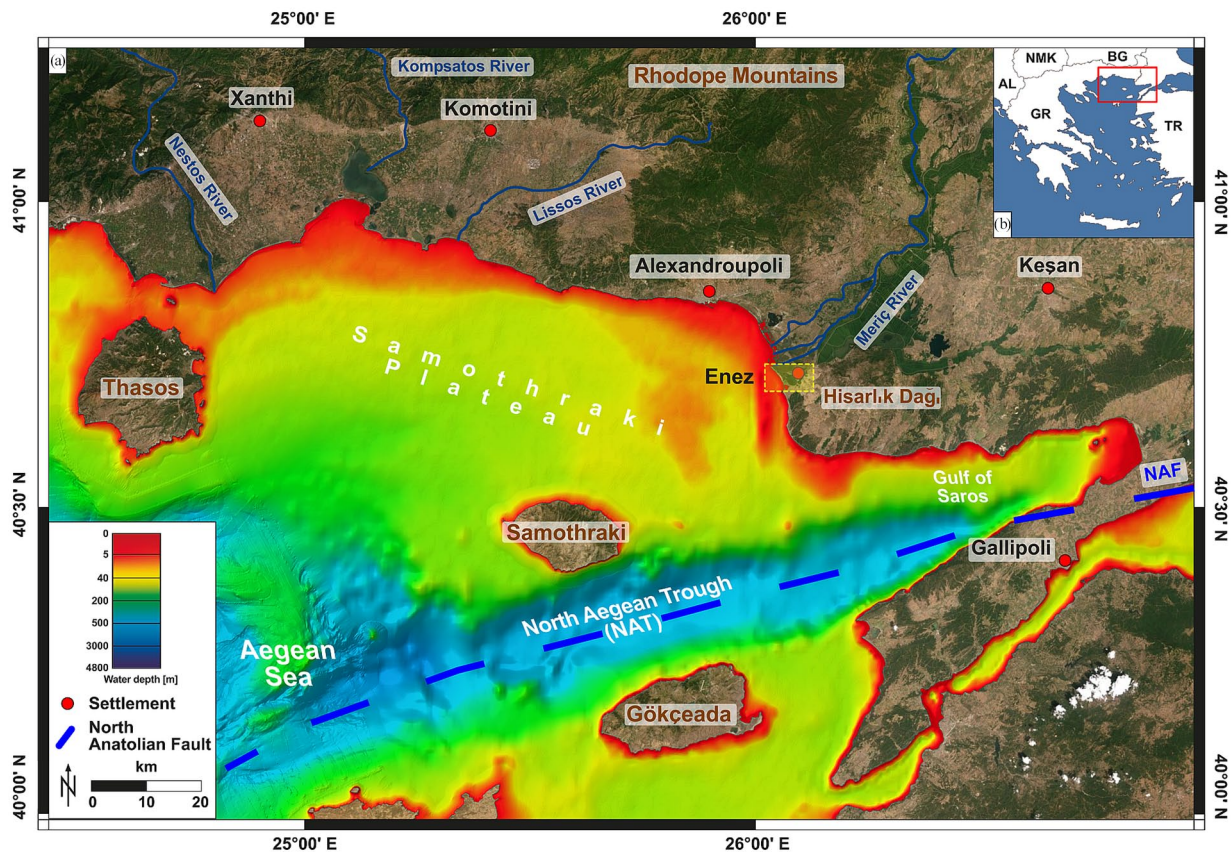 25°00' E
26°00' E
(a)
Kompsatos River
Rhodope Mountains
NMK
BG
AL
GR
TR
(b)
Xanthi
Komotini
Nestos River
Lissos River
41°00' N
41°00' N
Alexandroupoli
Keşan
Meriç River
Samothraki
Plateau
Enez
Thasos
Hisarlık Dağı
Gulf of
Saros
NAF
40°30' N
40°30' N
Samothraki
Gallipoli
North Aegean Trough
(NAT)
Aegean
Sea
Gökçeada
0
5
40
200
500
3000
4800
Water depth [m]
Settlement
North
Anatolian Fault
km
N
0 10 20
40°00' N
40°00' N
25°00' E
26°00' E